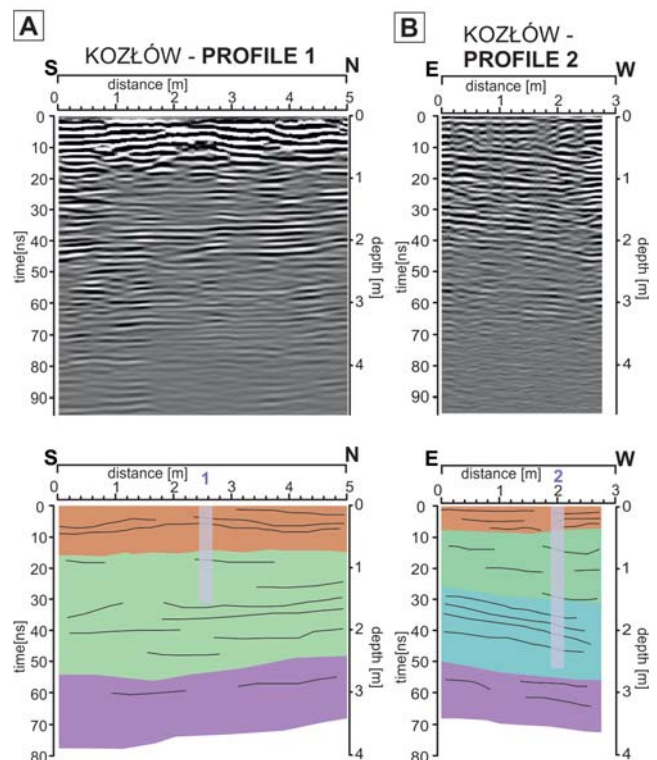 A
KOZŁÓW - PROFILE 1
S
N
distance [m]
0 1 2 3 4 5
0
10
20
30
40
50
60
70
80
90
time[ns]
0
1
2
3
4
depth [m]
B
KOZŁÓW -
PROFILE 2
E
W
distance [m]
0 1 2 3
0
10
20
30
40
50
60
70
80
90
time[ns]
0
1
2
3
4
depth [m]
S
N
distance [m]
0 1 2 1 3 4 5
0
10
20
30
40
50
60
70
80
time[ns]
0
1
2
3
4
depth [m]
E
W
distance [m]
0 1 2 2 3
0
10
20
30
40
50
60
70
80
time[ns]
0
1
2
3
4
depth [m]